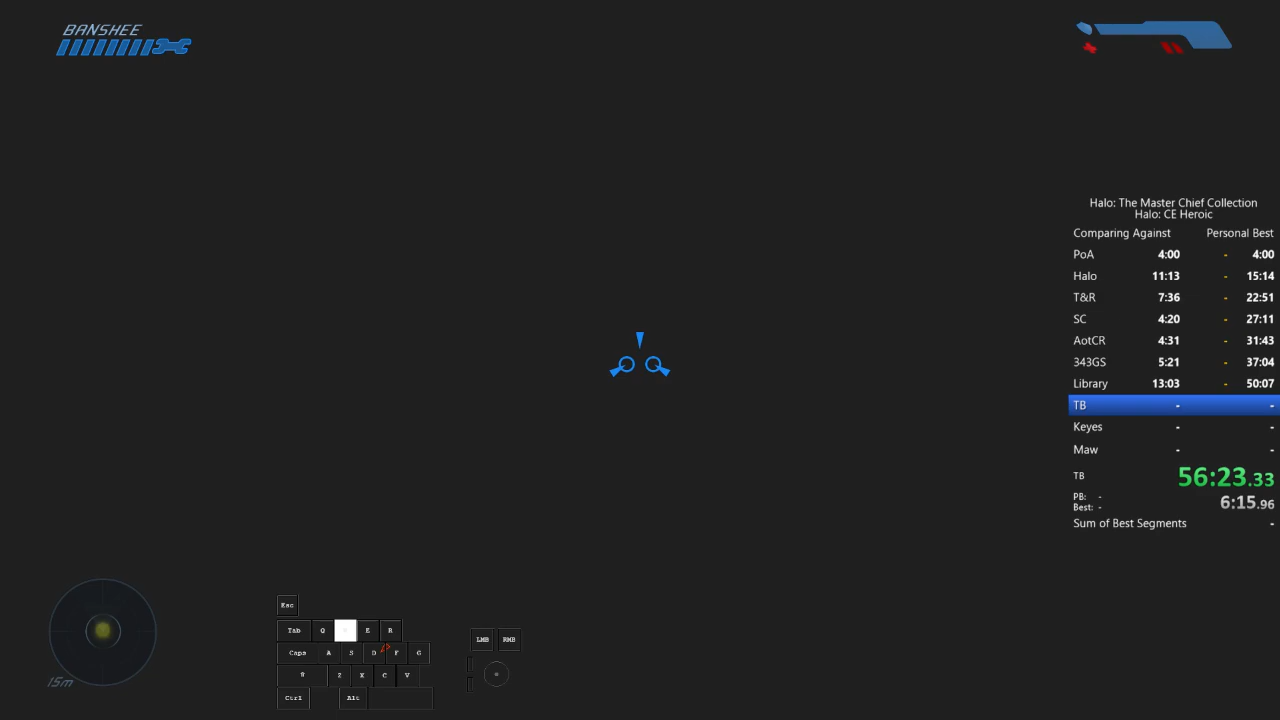 BANSHEE
Halo: The Master Chief Collection
Halo: CE Heroic
Comparing Against Personal Best
PoA 4:00 - 4:00
Halo 11:13 - 15:14
T&R 7:36 - 22:51
SC 4:20 - 27:11
AotCR 4:31 - 31:43
343GS 5:21 - 37:04
Library 13:03 - 50:07
TB - -
Keyes - -
Maw - -
TB 56:23.33
PB: -
Best: - 6:15.96
Sum of Best Segments -
15m
Esc
Tab Q E R
Caps A S D F G
Z X C V
Ctrl Alt
LMB RMB